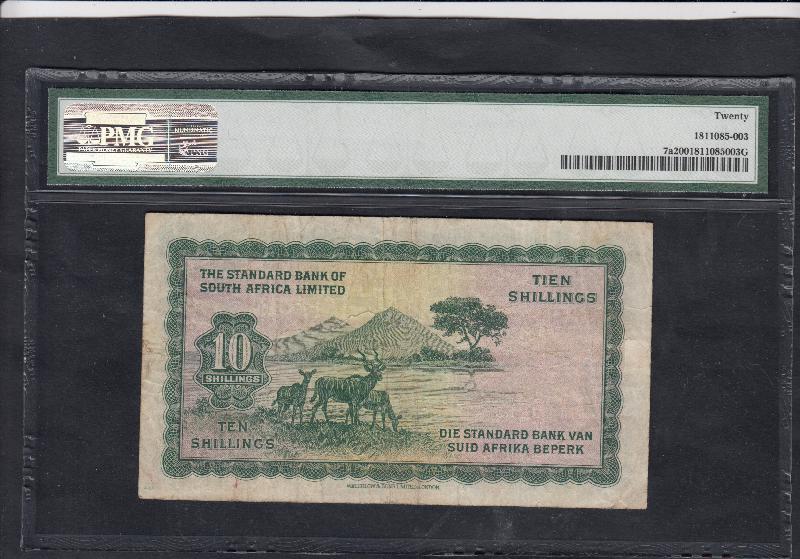 Twenty
1811085-003
7a2001811085003G
PMG
THE STANDARD BANK OF
SOUTH AFRICA LIMITED
TIEN
SHILLINGS
10
SHILLINGS
TEN
SHILLINGS
DIE STANDARD BANK VAN
SUID AFRIKA BEPERK